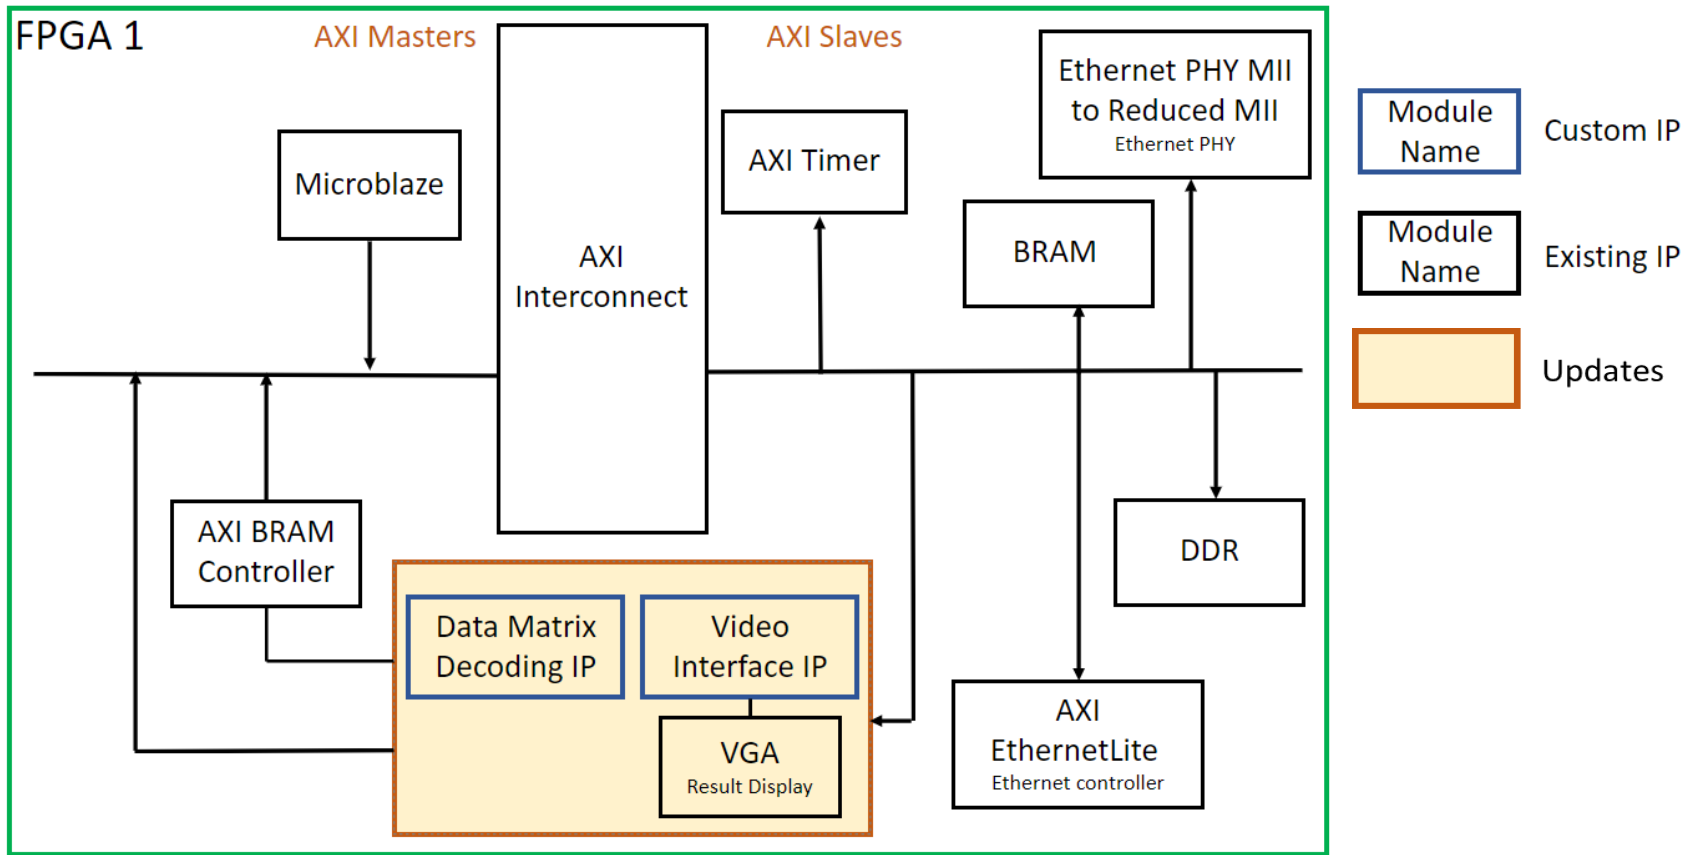 FPGA 1
AXI Masters
AXI Slaves
Ethernet PHY MII
to Reduced MII
Ethernet PHY
Module
Name
Custom IP
Microblaze
AXI Timer
BRAM
AXI
Interconnect
Module
Name
Existing IP
Updates
AXI BRAM
Controller
DDR
Data Matrix
Decoding IP
Video
Interface IP
VGA
Result Display
AXI
EthernetLite
Ethernet controller